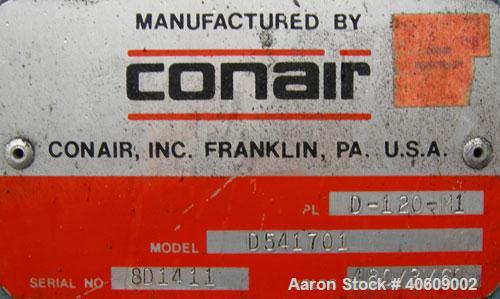 MANUFACTURED BY
conair
CONAIR, INC. FRANKLIN, PA. U.S.A.
PL D-120-M1
MODEL D541701
SERIAL NO 8D1411
Aaron Stock# 40609002